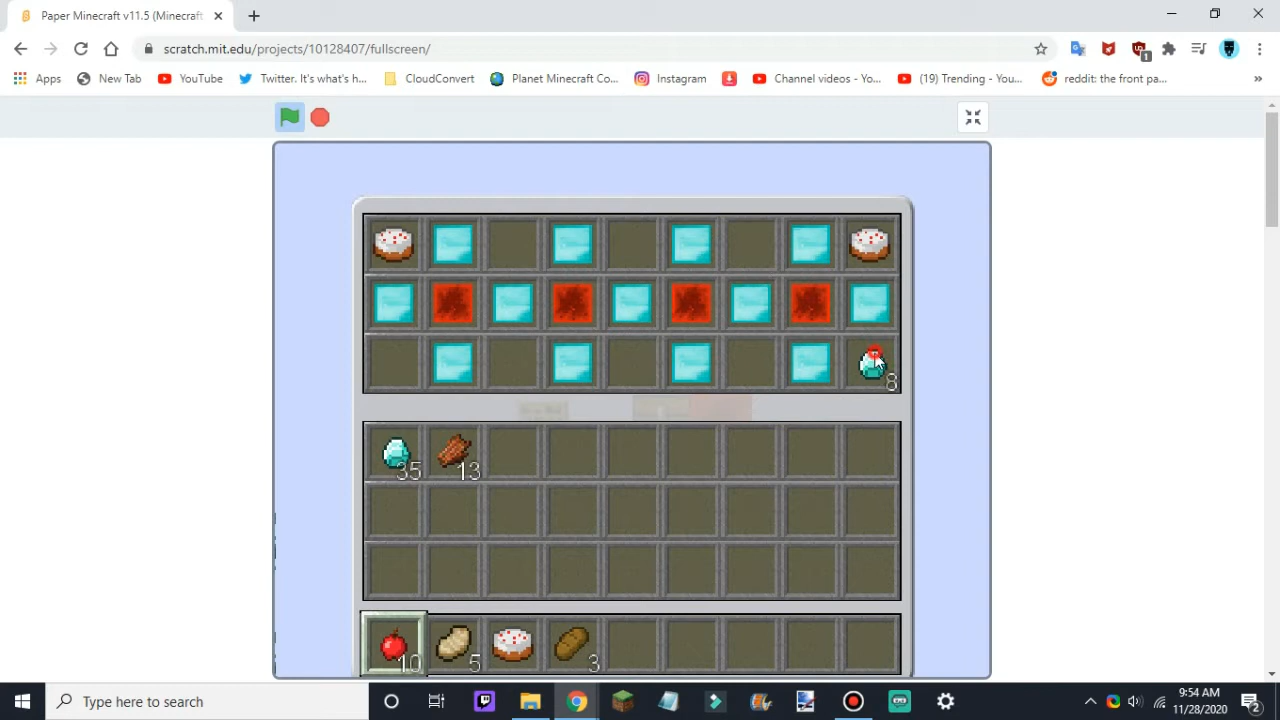 Paper Minecraft v11.5 (Minecraft
scratch.mit.edu/projects/10128407/fullscreen/
1
Apps New Tab YouTube Twitter. It's what's h... CloudConvert Planet Minecraft Co... Instagram Channel videos - Yo... (19) Trending - You... reddit: the front pa... »
8
35 13
10 5 3
Type here to search
9:54 AM
11/28/2020
2